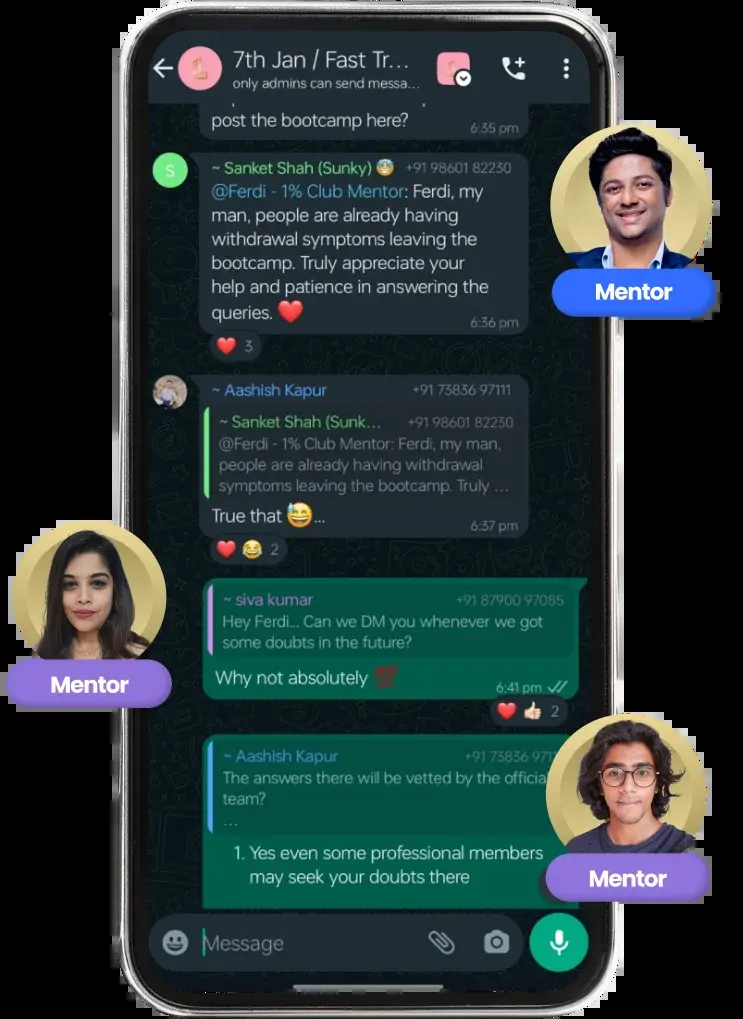 7th Jan / Fast Tr...
only admins can send messa...
post the bootcamp here?
6:35 pm
S
~ Sanket Shah (Sunky) 😇 +91 98601 82230
@Ferdi - 1% Club Mentor: Ferdi, my
man, people are already having
withdrawal symptoms leaving the
bootcamp. Truly appreciate your
help and patience in answering the
queries. ❤️
6:36 pm
❤️ 3
Mentor
~ Aashish Kapur +91 73836 97111
~ Sanket Shah (Sunk... +91 98601 82230
@Ferdi - 1% Club Mentor: Ferdi, my man,
people are already having withdrawal
symptoms leaving the bootcamp. Truly ...
True that 😅...
6:37 pm
❤️ 😂 2
~ siva kumar +91 87900 97085
Hey Ferdi... Can we DM you whenever we got
some doubts in the future?
Why not absolutely 💯
6:41 pm
❤️ 👍🏻 2
Mentor
~ Aashish Kapur +91 73836 9711
The answers there will be vetted by the official
team?
...
1. Yes even some professional members
may seek your doubts there
Mentor
Message